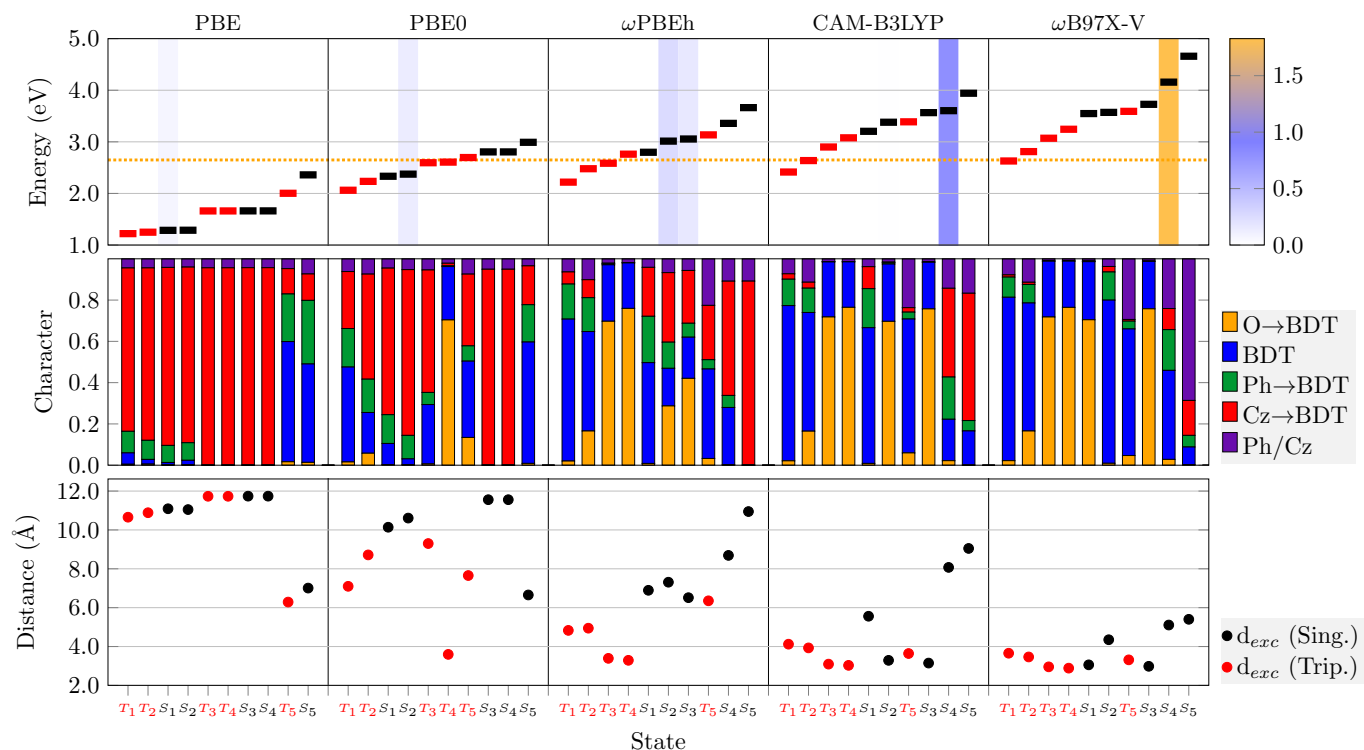 PBE PBE0 ωPBEh CAM-B3LYP ωB97X-V
Energy (eV)
5.0
4.0
3.0
2.0
1.0
1.5
1.0
0.5
0.0
Character
0.8
0.6
0.4
0.2
0.0
O→BDT
BDT
Ph→BDT
Cz→BDT
Ph/Cz
Distance (Å)
12.0
10.0
8.0
6.0
4.0
2.0
d_exc (Sing.)
d_exc (Trip.)
T1 T2 S1 S2 T3 T4 S3 S4 T5 S5 T1 T2 S1 S2 T3 T4 T5 S3 S4 S5 T1 T2 T3 T4 S1 S2 S3 T5 S4 S5 T1 T2 T3 T4 S1 S2 T5 S3 S4 S5 T1 T2 T3 T4 S1 S2 T5 S3 S4 S5
State